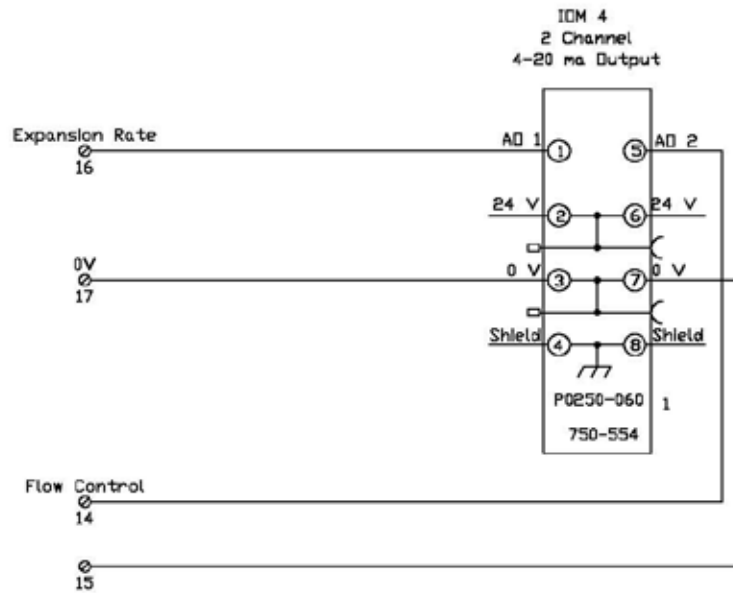 IOM 4
2 Channel
4-20 ma Output
Expansion Rate
16
AO 1
1
5
AO 2
24 V
2
6
24 V
0V
17
0 V
3
7
0 V
Shield
4
8
Shield
P0250-060
1
750-554
Flow Control
14
15